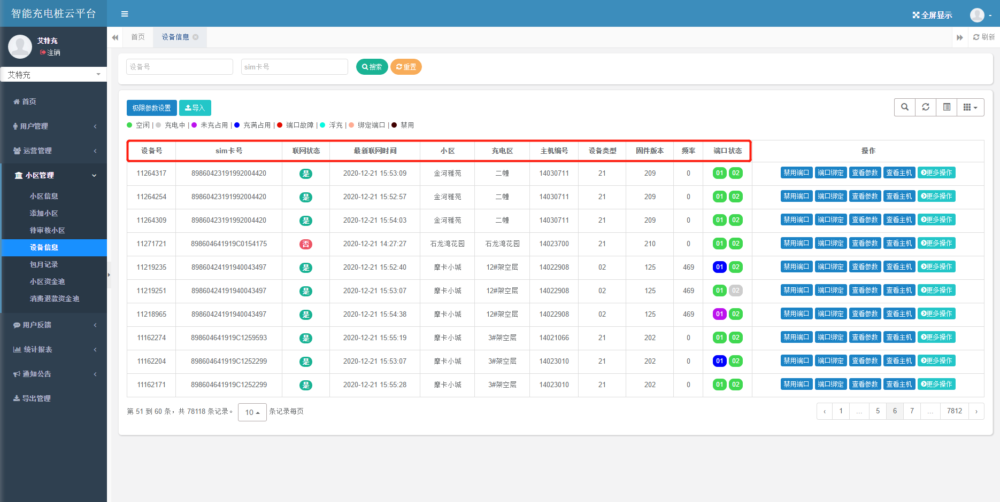 智能充电桩云平台
全屏显示
艾特充
注销
艾特充
首页
用户管理
运营管理
小区管理
小区信息
添加小区
待审核小区
设备信息
包月记录
小区资金池
消费退款资金池
用户反馈
统计报表
通知公告
导出管理
首页 设备信息 刷新
设备号 sim卡号 搜索 重置
极限参数设置 导入
空闲 | 充电中 | 未充占用 | 充满占用 | 端口故障 | 浮充 | 绑定端口 | 禁用
设备号 sim卡号 联网状态 最新联网时间 小区 充电区 主机编号 设备类型 固件版本 频率 端口状态 操作
11264317 89860423191992004420 是 2020-12-21 15:53:09 金河雅苑 二幢 14030711 21 209 0 01 02 禁用端口 端口绑定 查看参数 查看主机 更多操作
11264254 89860423191992004420 是 2020-12-21 15:52:57 金河雅苑 二幢 14030711 21 209 0 01 02 禁用端口 端口绑定 查看参数 查看主机 更多操作
11264309 89860423191992004420 是 2020-12-21 15:54:03 金河雅苑 二幢 14030711 21 209 0 01 02 禁用端口 端口绑定 查看参数 查看主机 更多操作
11271721 898604641919C0154175 否 2020-12-21 14:27:27 石龙湾花园 石龙湾花园 14023700 21 210 0 01 02 禁用端口 端口绑定 查看参数 查看主机 更多操作
11219235 89860424191940043497 是 2020-12-21 15:52:40 摩卡小城 12#架空层 14022908 02 125 469 01 02 禁用端口 端口绑定 查看参数 查看主机 更多操作
11219251 89860424191940043497 是 2020-12-21 15:53:07 摩卡小城 12#架空层 14022908 02 125 469 01 02 禁用端口 端口绑定 查看参数 查看主机 更多操作
11218965 89860424191940043497 是 2020-12-21 15:54:38 摩卡小城 12#架空层 14022908 02 125 469 01 02 禁用端口 端口绑定 查看参数 查看主机 更多操作
11162274 898604641919C1259593 是 2020-12-21 15:55:19 摩卡小城 3#架空层 14021066 21 202 0 01 02 禁用端口 端口绑定 查看参数 查看主机 更多操作
11162204 898604641919C1252299 是 2020-12-21 15:53:07 摩卡小城 3#架空层 14023010 21 202 0 01 02 禁用端口 端口绑定 查看参数 查看主机 更多操作
11162171 898604641919C1252299 是 2020-12-21 15:55:28 摩卡小城 3#架空层 14023010 21 202 0 01 02 禁用端口 端口绑定 查看参数 查看主机 更多操作
第 51 到 60 条，共 78118 条记录。 10 条记录每页 ‹ 1 ... 5 6 7 ... 7812 ›